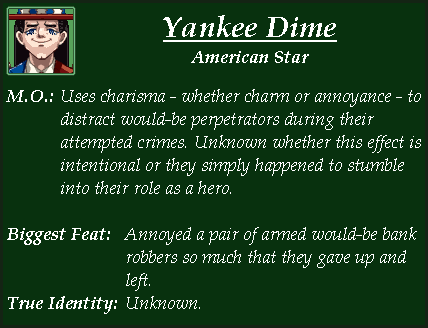 Yankee Dime
American Star
M.O.: Uses charisma - whether charm or annoyance - to
distract would-be perpetrators during their
attempted crimes. Unknown whether this effect is
intentional or they simply happened to stumble
into their role as a hero.
Biggest Feat: Annoyed a pair of armed would-be bank
robbers so much that they gave up and
left.
True Identity: Unknown.